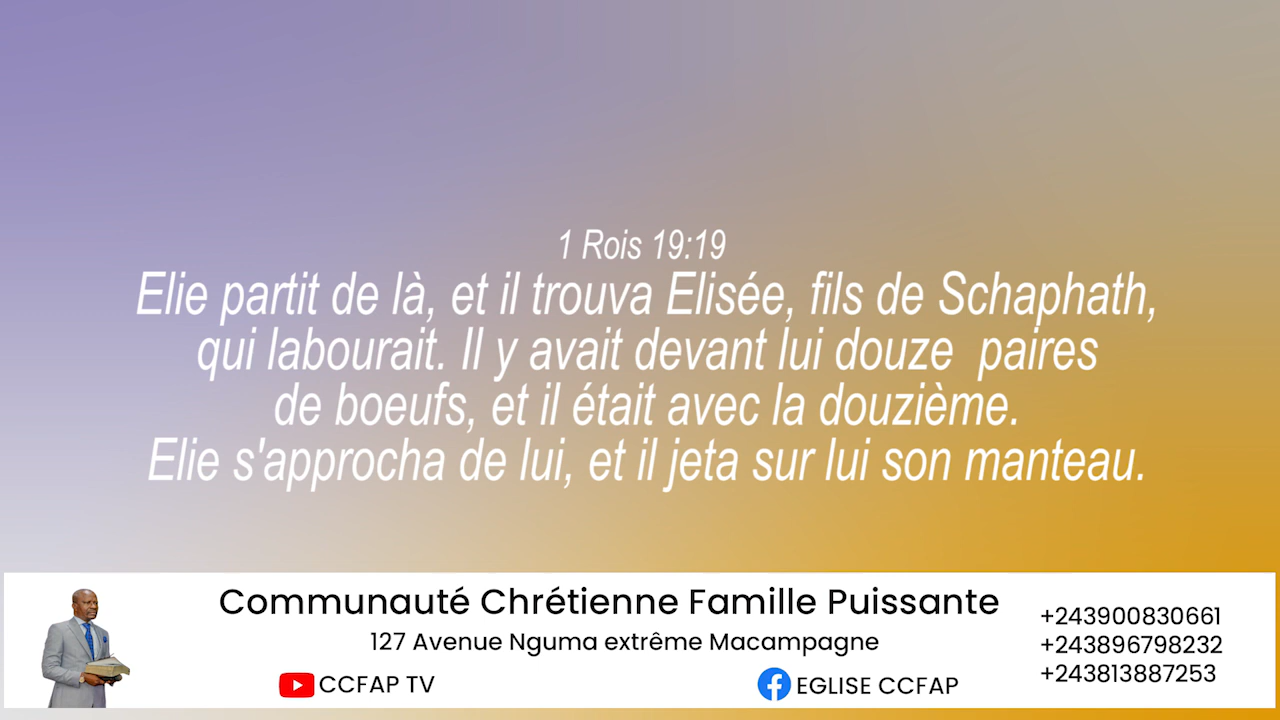 1 Rois 19:19
Elie partit de là, et il trouva Elisée, fils de Schaphath,
qui labourait. Il y avait devant lui douze  paires
de boeufs, et il était avec la douzième.
Elie s'approcha de lui, et il jeta sur lui son manteau.
Communauté Chrétienne Famille Puissante
127 Avenue Nguma extrême Macampagne
CCFAP TV
EGLISE CCFAP
+243900830661
+243896798232
+243813887253